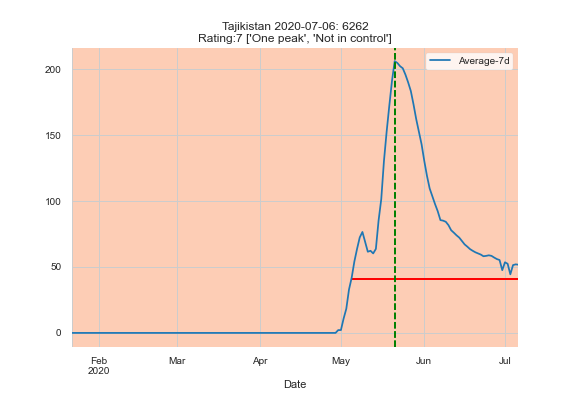 Tajikistan 2020-07-06: 6262
Rating:7 ['One peak', 'Not in control']
Average-7d
200
150
100
50
0
Feb Mar Apr May Jun Jul
2020
Date